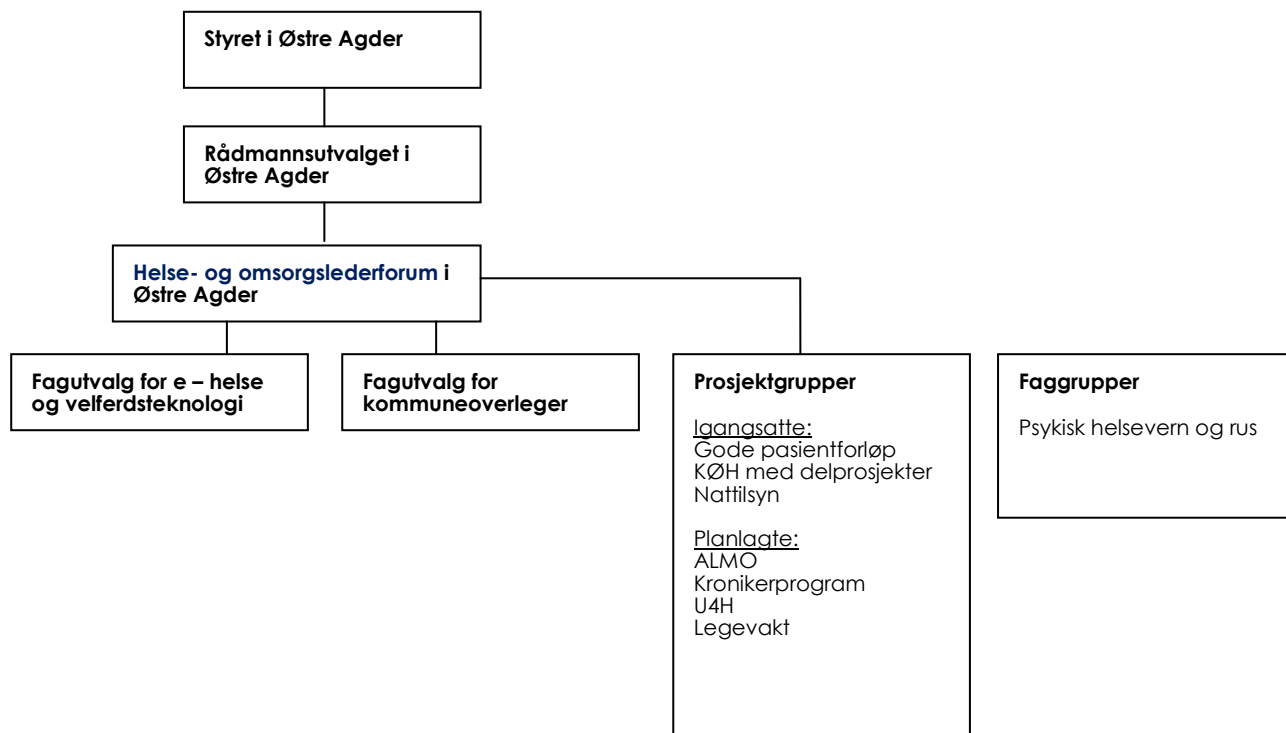 Styret i Østre Agder
Rådmannsutvalget i
Østre Agder
Helse- og omsorgslederforum i
Østre Agder
Fagutvalg for e – helse
og velferdsteknologi
Fagutvalg for
kommuneoverleger
Prosjektgrupper
Igangsatte:
Gode pasientforløp
KØH med delprosjekter
Nattilsyn
Planlagte:
ALMO
Kronikerprogram
U4H
Legevakt
Faggrupper
Psykisk helsevern og rus